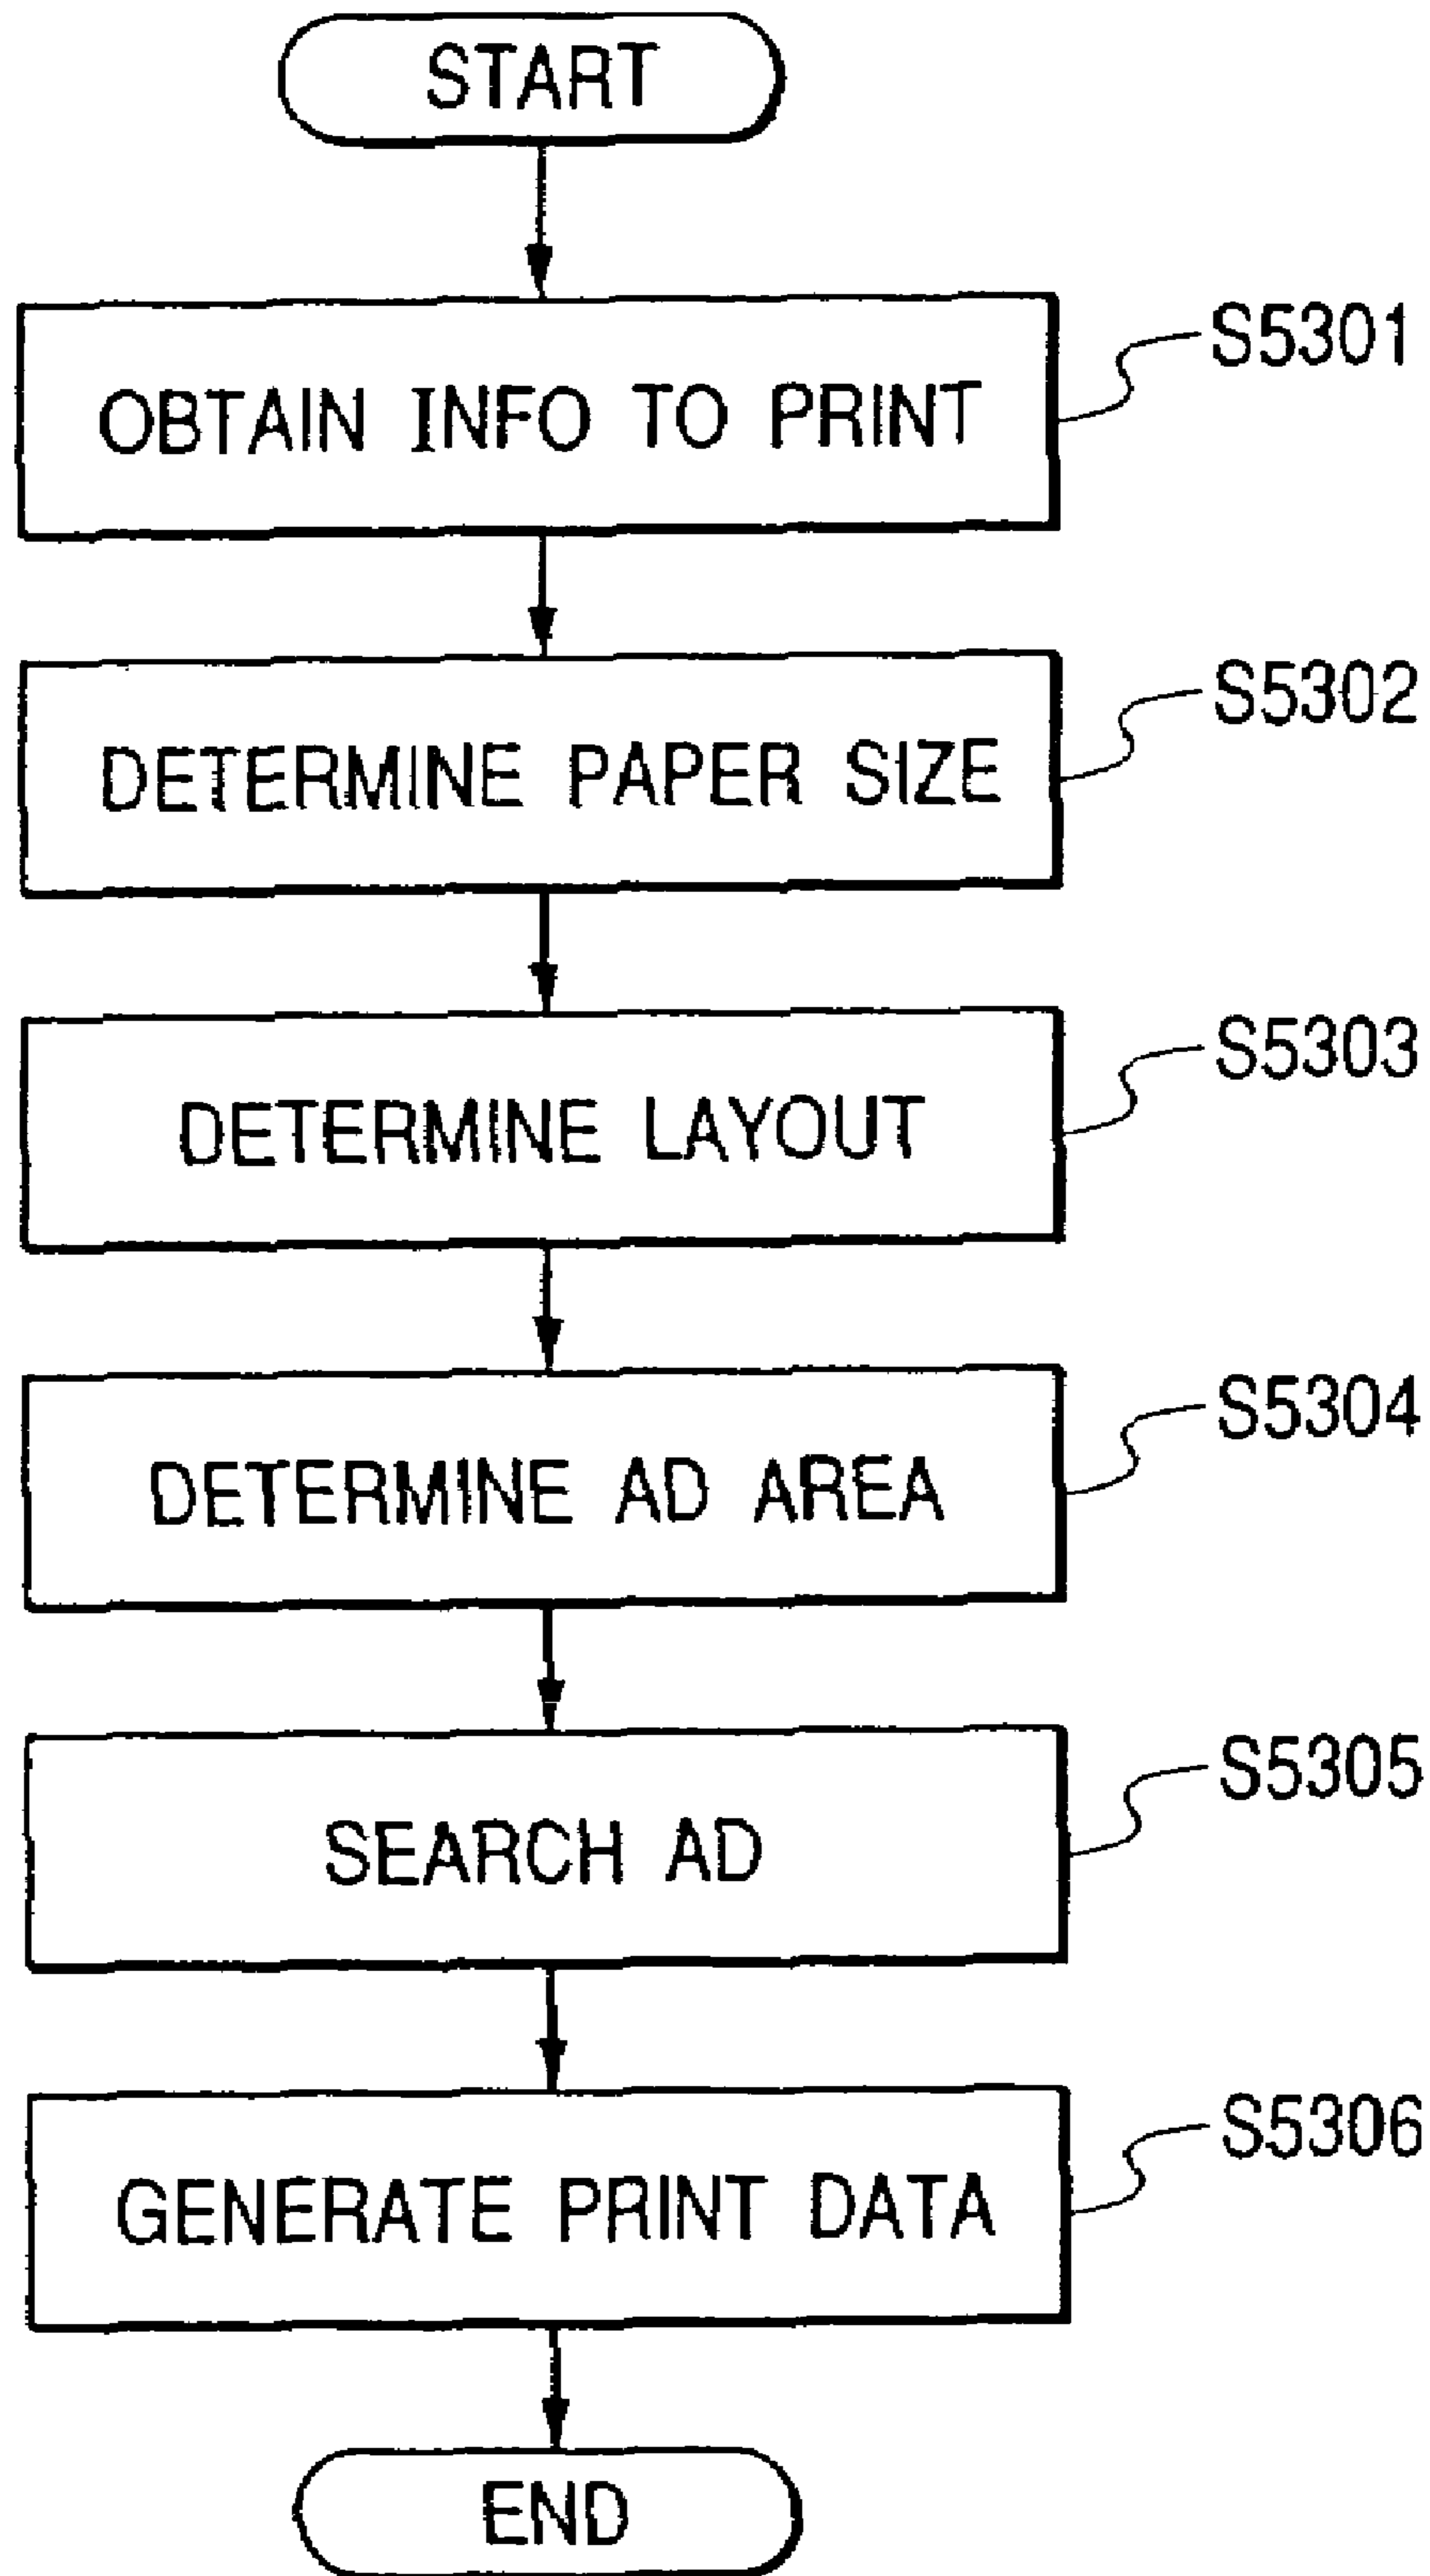 START
OBTAIN INFO TO PRINT
S5301
DETERMINE PAPER SIZE
S5302
DETERMINE LAYOUT
S5303
DETERMINE AD AREA
S5304
SEARCH AD
S5305
GENERATE PRINT DATA
S5306
END